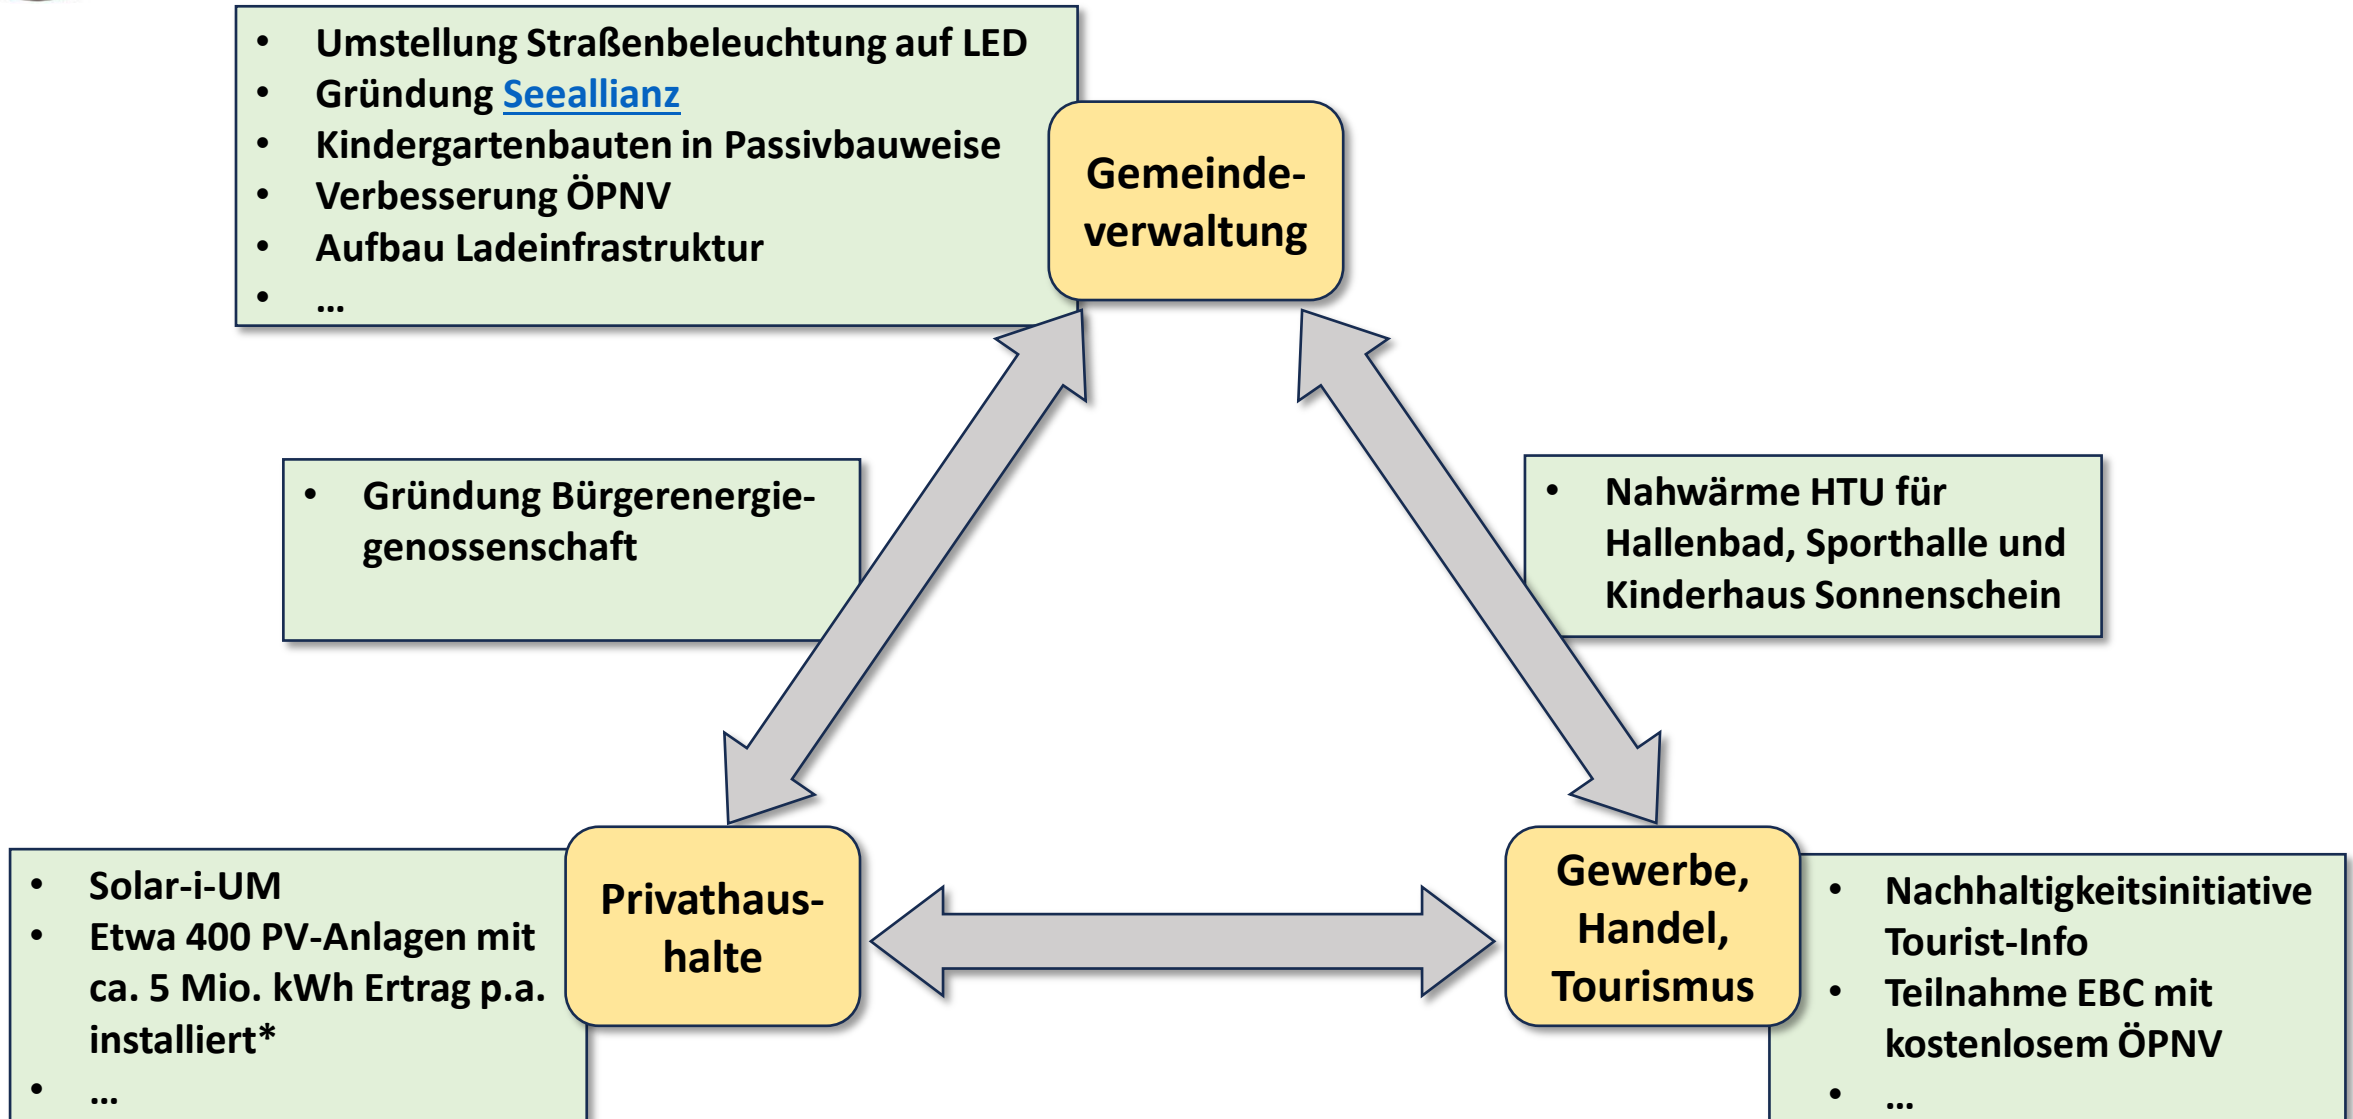 • Umstellung Straßenbeleuchtung auf LED
• Gründung Seeallianz
• Kindergartenbauten in Passivbauweise
• Verbesserung ÖPNV
• Aufbau Ladeinfrastruktur
• ...
Gemeinde-
verwaltung
• Gründung Bürgerenergie-
genossenschaft
• Nahwärme HTU für
Hallenbad, Sporthalle und
Kinderhaus Sonnenschein
• Solar-i-UM
• Etwa 400 PV-Anlagen mit
ca. 5 Mio. kWh Ertrag p.a.
installiert*
• ...
Privathaus-
halte
Gewerbe,
Handel,
Tourismus
• Nachhaltigkeitsinitiative
Tourist-Info
• Teilnahme EBC mit
kostenlosem ÖPNV
• ...